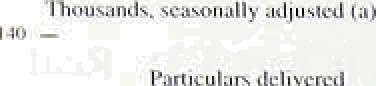 Thousands, seasonally adjusted (a)
140
Particulars delivered